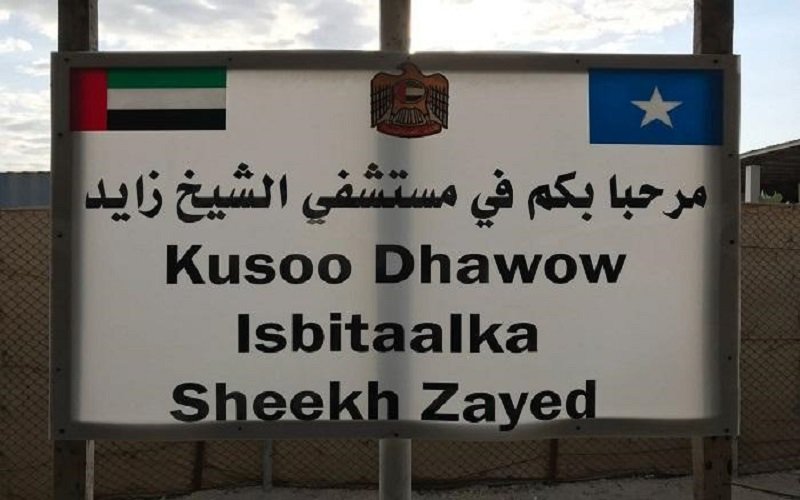 مرحبا بكم في مستشفي الشيخ زايد
Kusoo Dhawow
Isbitaalka
Sheekh Zayed